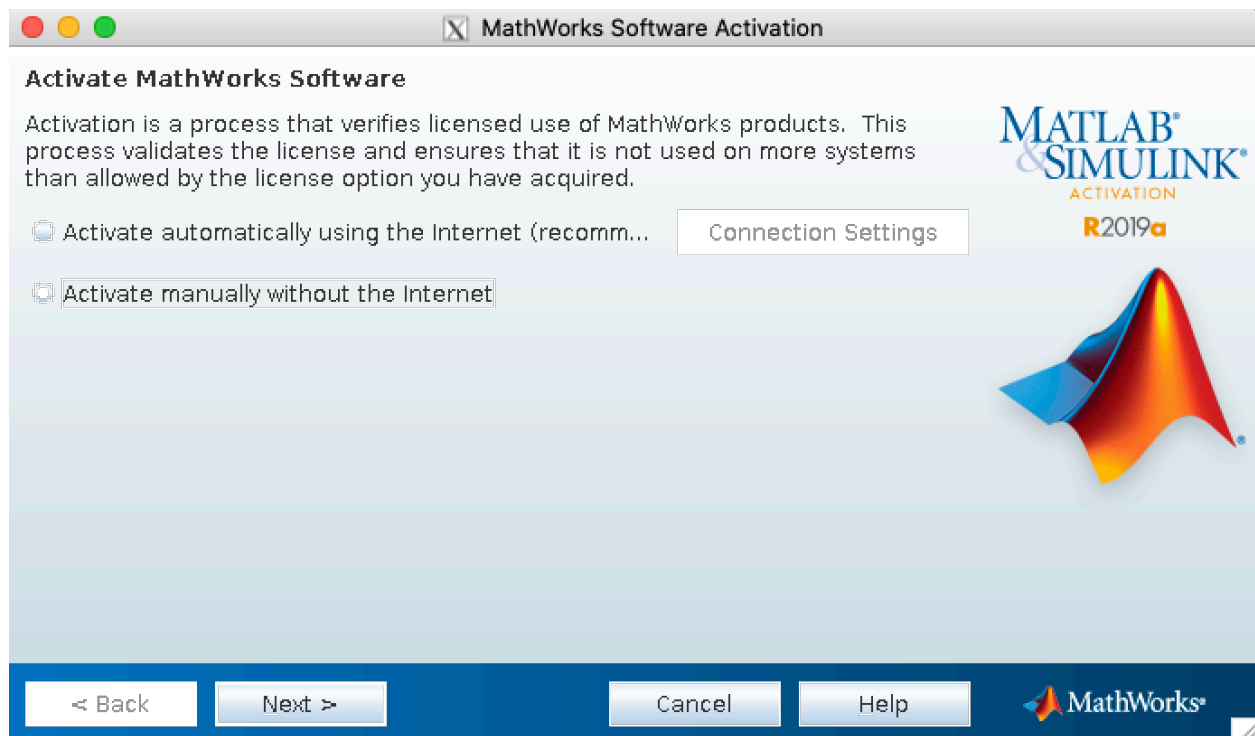 MathWorks Software Activation
Activate MathWorks Software
Activation is a process that verifies licensed use of MathWorks products. This
process validates the license and ensures that it is not used on more systems
than allowed by the license option you have acquired.
Activate automatically using the Internet (recomm...
Connection Settings
Activate manually without the Internet
MATLAB®
&SIMULINK®
ACTIVATION
R2019a
< Back
Next >
Cancel
Help
MathWorks®